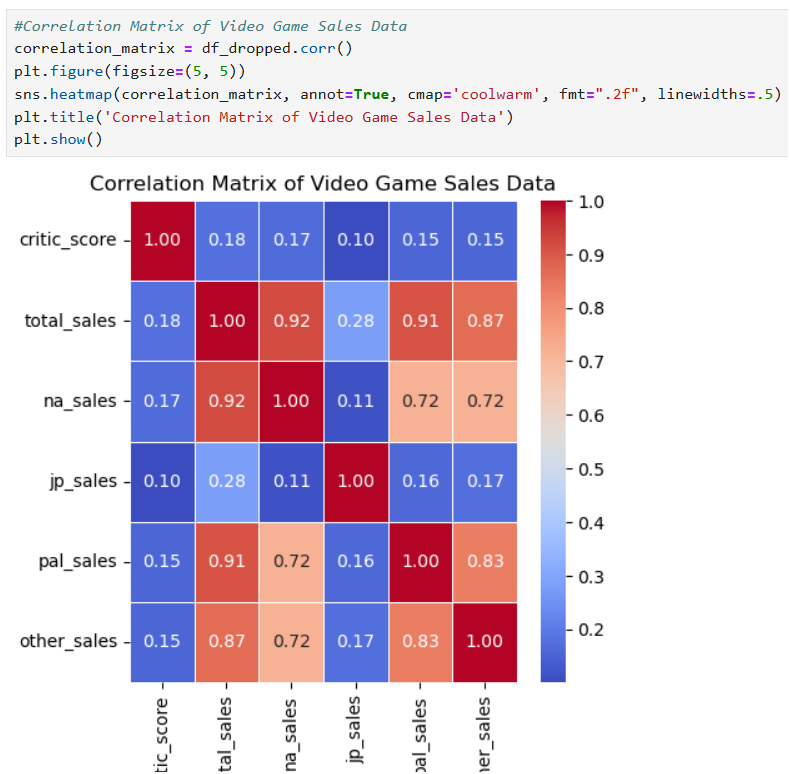 #Correlation Matrix of Video Game Sales Data
correlation_matrix = df_dropped.corr()
plt.figure(figsize=(5, 5))
sns.heatmap(correlation_matrix, annot=True, cmap='coolwarm', fmt=".2f", linewidths=.5)
plt.title('Correlation Matrix of Video Game Sales Data')
plt.show()
Correlation Matrix of Video Game Sales Data
critic_score 1.00 0.18 0.17 0.10 0.15 0.15
total_sales 0.18 1.00 0.92 0.28 0.91 0.87
na_sales 0.17 0.92 1.00 0.11 0.72 0.72
jp_sales 0.10 0.28 0.11 1.00 0.16 0.17
pal_sales 0.15 0.91 0.72 0.16 1.00 0.83
other_sales 0.15 0.87 0.72 0.17 0.83 1.00
tic_score
tal_sales
na_sales
jp_sales
pal_sales
her_sales
1.0
0.9
0.8
0.7
0.6
0.5
0.4
0.3
0.2